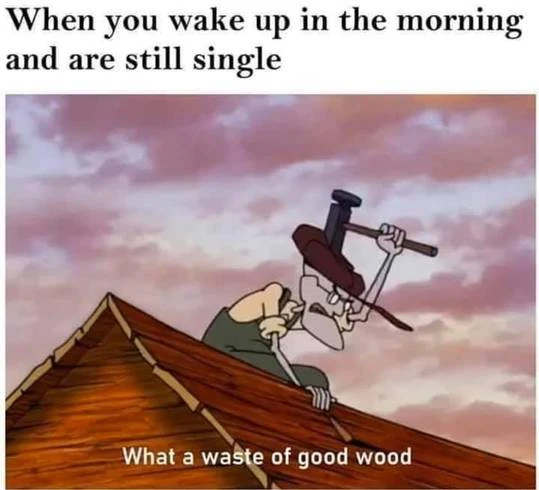 When you wake up in the morning
and are still single
What a waste of good wood